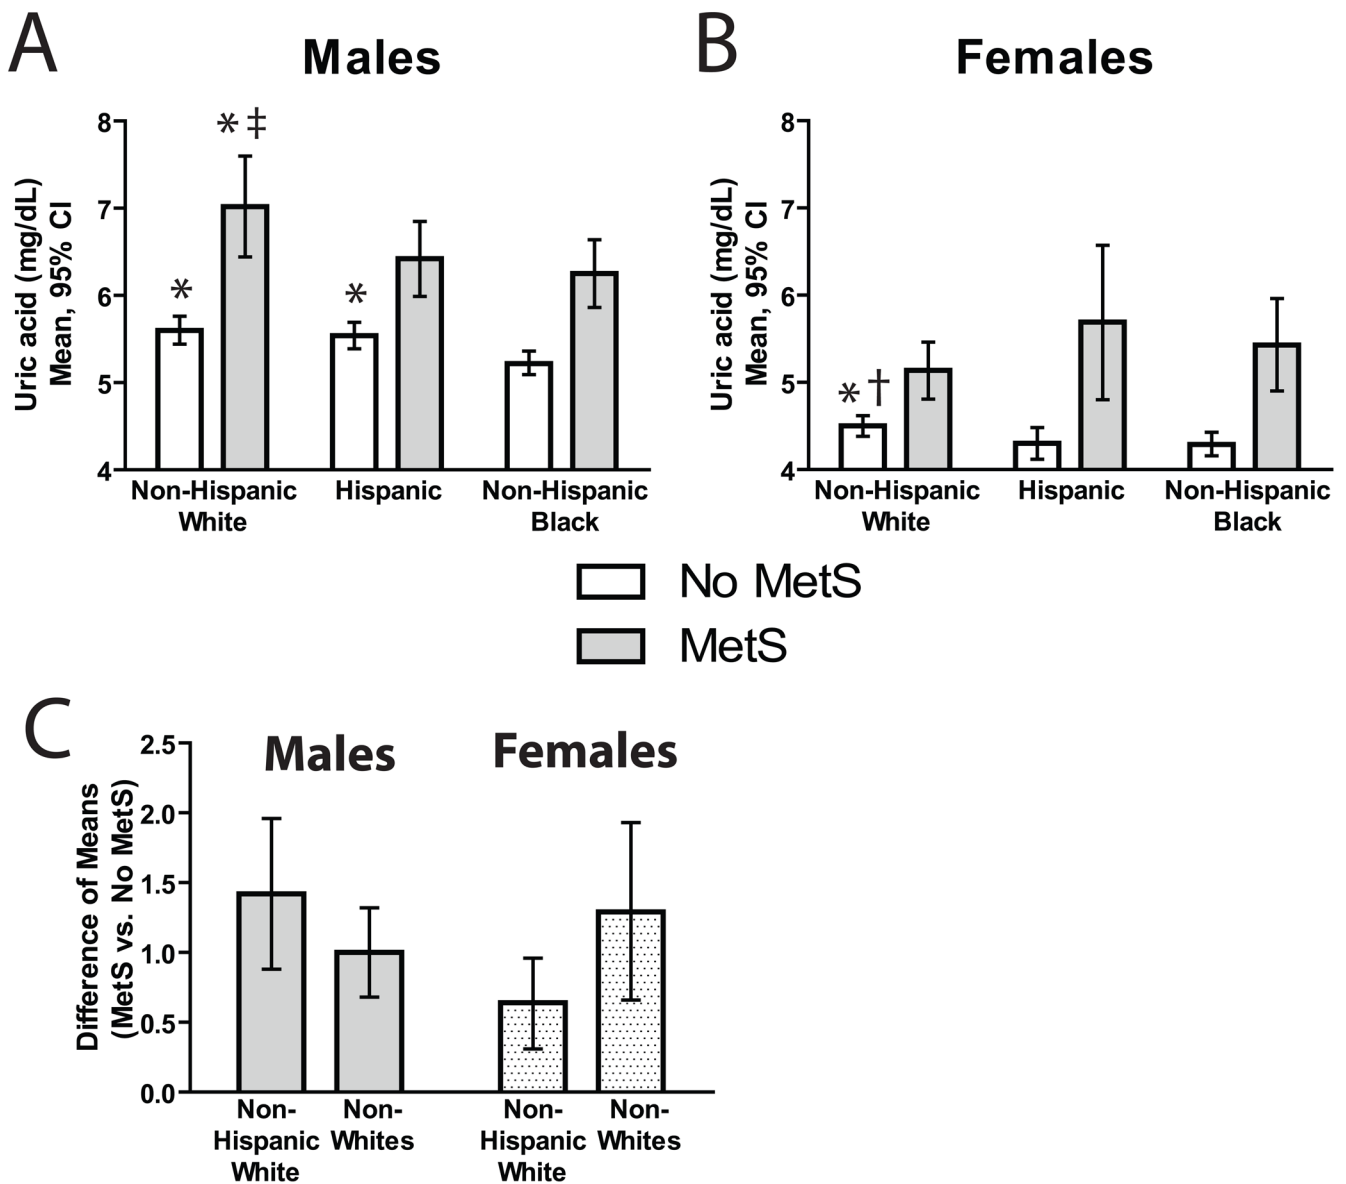 A
Males
8
7
6
5
4
Uric acid (mg/dL)
Mean, 95% CI
*
*‡
*
Non-Hispanic
White
Hispanic
Non-Hispanic
Black
B
Females
8
7
6
5
4
Uric acid (mg/dL)
Mean, 95% CI
*†
Non-Hispanic
White
Hispanic
Non-Hispanic
Black
No MetS
MetS
C
Males
Females
2.5
2.0
1.5
1.0
0.5
0.0
Difference of Means
(MetS vs. No MetS)
Non-
Hispanic
White
Non-
Whites
Non-
Hispanic
White
Non-
Whites